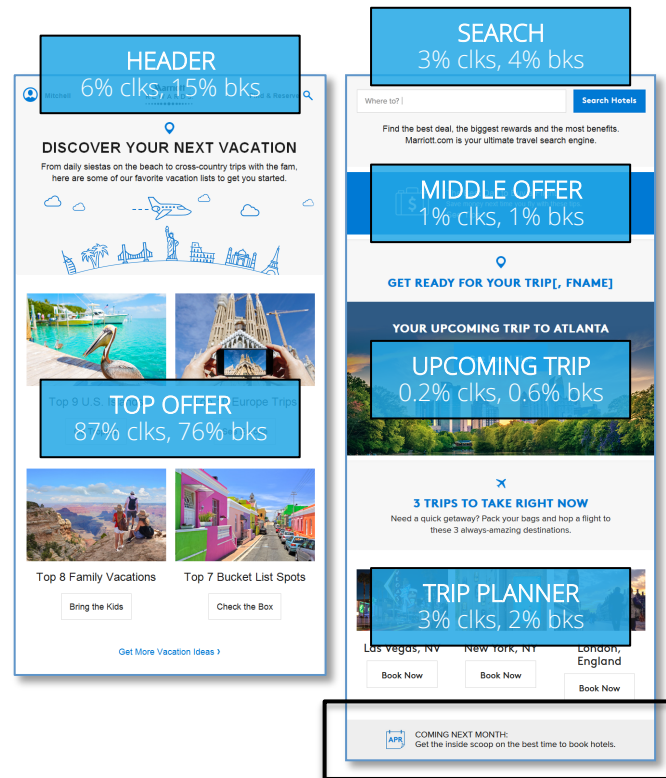 HEADER
6% clks, 15% bks
Mitchell
DISCOVER YOUR NEXT VACATION
From daily siestas on the beach to cross-country trips with the fam,
here are some of our favorite vacation lists to get you started.
Top 9 U.S.
Europe Trips
TOP OFFER
87% clks, 76% bks
Top 8 Family Vacations
Top 7 Bucket List Spots
Bring the Kids
Check the Box
Get More Vacation Ideas ›
SEARCH
3% clks, 4% bks
Where to? |
Search Hotels
Find the best deal, the biggest rewards and the most benefits.
Marriott.com is your ultimate travel search engine.
MIDDLE OFFER
1% clks, 1% bks
GET READY FOR YOUR TRIP[, FNAME]
YOUR UPCOMING TRIP TO ATLANTA
UPCOMING TRIP
0.2% clks, 0.6% bks
3 TRIPS TO TAKE RIGHT NOW
Need a quick getaway? Pack your bags and hop a flight to
these 3 always-amazing destinations.
TRIP PLANNER
3% clks, 2% bks
Las Vegas, NV
New York, NY
London,
England
Book Now
Book Now
Book Now
APR
COMING NEXT MONTH:
Get the inside scoop on the best time to book hotels.